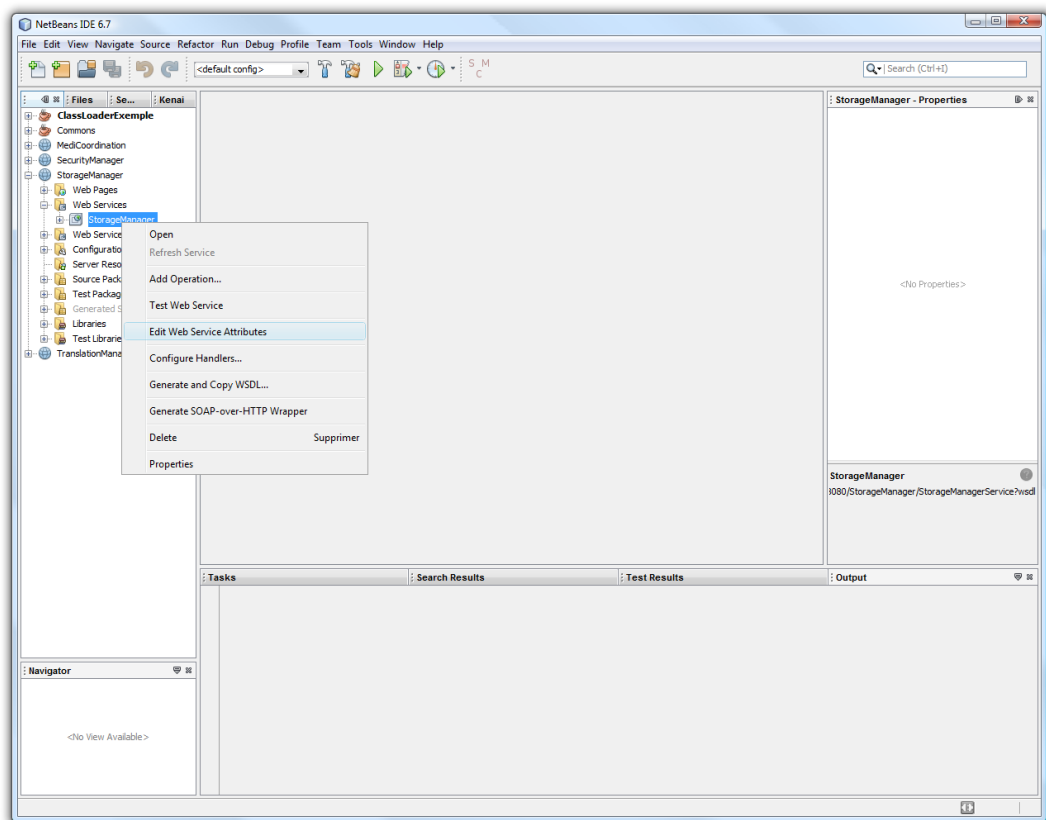 NetBeans IDE 6.7
File Edit View Navigate Source Refactor Run Debug Profile Team Tools Window Help
<default config>
S M
C
Search (Ctrl+I)
Files
Se...
Kenai
StorageManager - Properties
ClassLoaderExemple
Commons
MediCoordination
SecurityManager
StorageManager
Web Pages
Web Services
StorageManager
Web Service
Configuratio
Server Reso
Source Pack
Test Packag
Generated S
Libraries
Test Librarie
TranslationMana
Open
Refresh Service
Add Operation...
Test Web Service
Edit Web Service Attributes
Configure Handlers...
Generate and Copy WSDL...
Generate SOAP-over-HTTP Wrapper
Delete Supprimer
Properties
<No Properties>
StorageManager
8080/StorageManager/StorageManagerService?wsdl
Tasks
Search Results
Test Results
Output
Navigator
<No View Available>